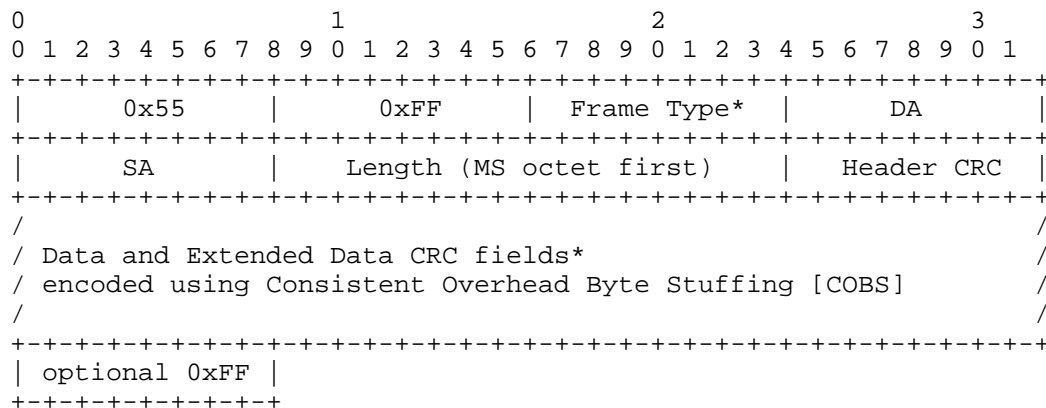 0                   1                   2                   3
0 1 2 3 4 5 6 7 8 9 0 1 2 3 4 5 6 7 8 9 0 1 2 3 4 5 6 7 8 9 0 1
+-+-+-+-+-+-+-+-+-+-+-+-+-+-+-+-+-+-+-+-+-+-+-+-+-+-+-+-+-+-+-+-+
|      0x55     |      0xFF     |  Frame Type*  |      DA       |
+-+-+-+-+-+-+-+-+-+-+-+-+-+-+-+-+-+-+-+-+-+-+-+-+-+-+-+-+-+-+-+-+
|      SA       |    Length (MS octet first)    |   Header CRC  |
+-+-+-+-+-+-+-+-+-+-+-+-+-+-+-+-+-+-+-+-+-+-+-+-+-+-+-+-+-+-+-+-+
/                                                               /
/ Data and Extended Data CRC fields*                            /
/ encoded using Consistent Overhead Byte Stuffing [COBS]        /
/                                                               /
+-+-+-+-+-+-+-+-+-+-+-+-+-+-+-+-+-+-+-+-+-+-+-+-+-+-+-+-+-+-+-+-+
| optional 0xFF |
+-+-+-+-+-+-+-+-+